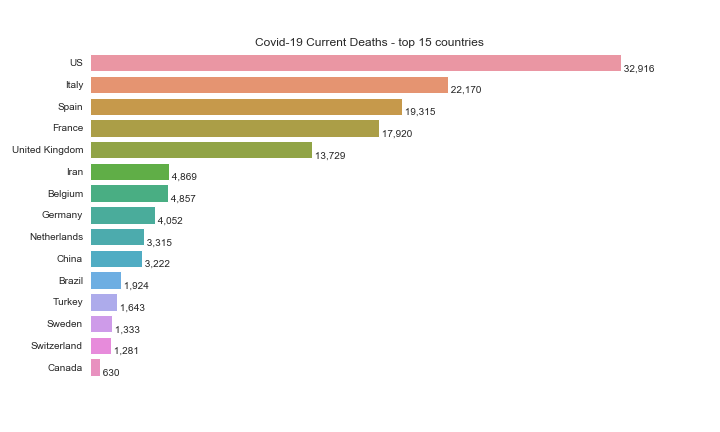 Covid-19 Current Deaths - top 15 countries
US 32,916
Italy 22,170
Spain 19,315
France 17,920
United Kingdom 13,729
Iran 4,869
Belgium 4,857
Germany 4,052
Netherlands 3,315
China 3,222
Brazil 1,924
Turkey 1,643
Sweden 1,333
Switzerland 1,281
Canada 630